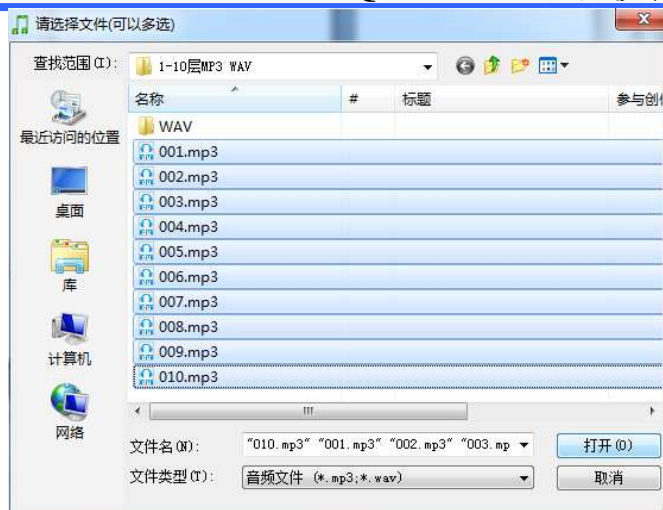 请选择文件(可以多选)
查找范围(I):
1-10层MP3 WAV
名称
#
标题
参与创
WAV
001.mp3
002.mp3
003.mp3
004.mp3
005.mp3
006.mp3
007.mp3
008.mp3
009.mp3
010.mp3
最近访问的位置
桌面
库
计算机
网络
文件名(N):
"010.mp3" "001.mp3" "002.mp3" "003.mp
打开(O)
文件类型(T):
音频文件 (*.mp3;*.wav)
取消